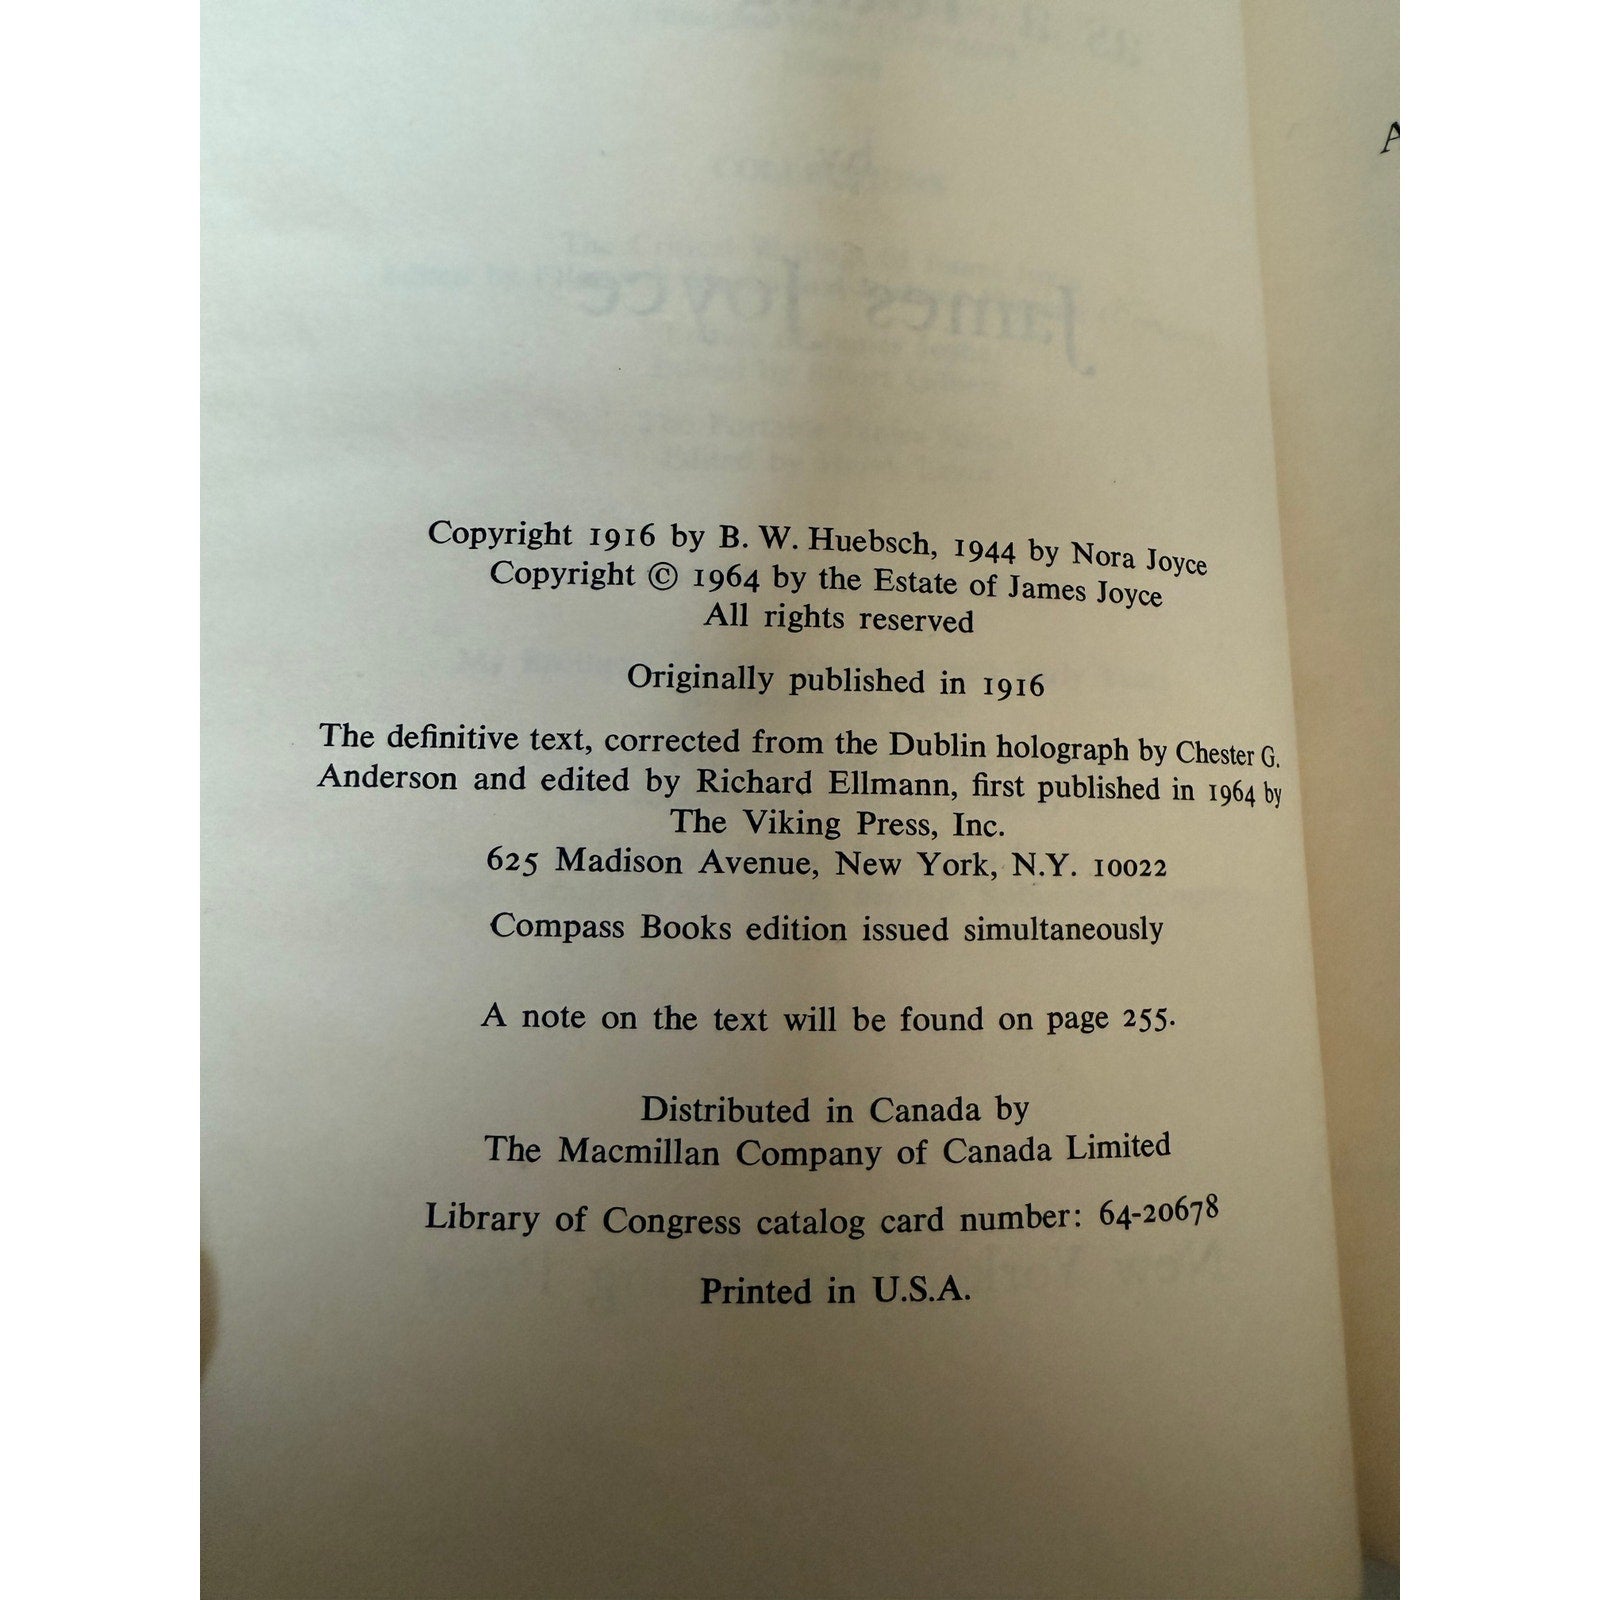 James Joyce
A
Copyright 1916 by B. W. Huebsch, 1944 by Nora Joyce
Copyright © 1964 by the Estate of James Joyce
All rights reserved
Originally published in 1916
The definitive text, corrected from the Dublin holograph by Chester G.
Anderson and edited by Richard Ellmann, first published in 1964 by
The Viking Press, Inc.
625 Madison Avenue, New York, N.Y. 10022
Compass Books edition issued simultaneously
A note on the text will be found on page 255.
Distributed in Canada by
The Macmillan Company of Canada Limited
Library of Congress catalog card number: 64-20678
Printed in U.S.A.